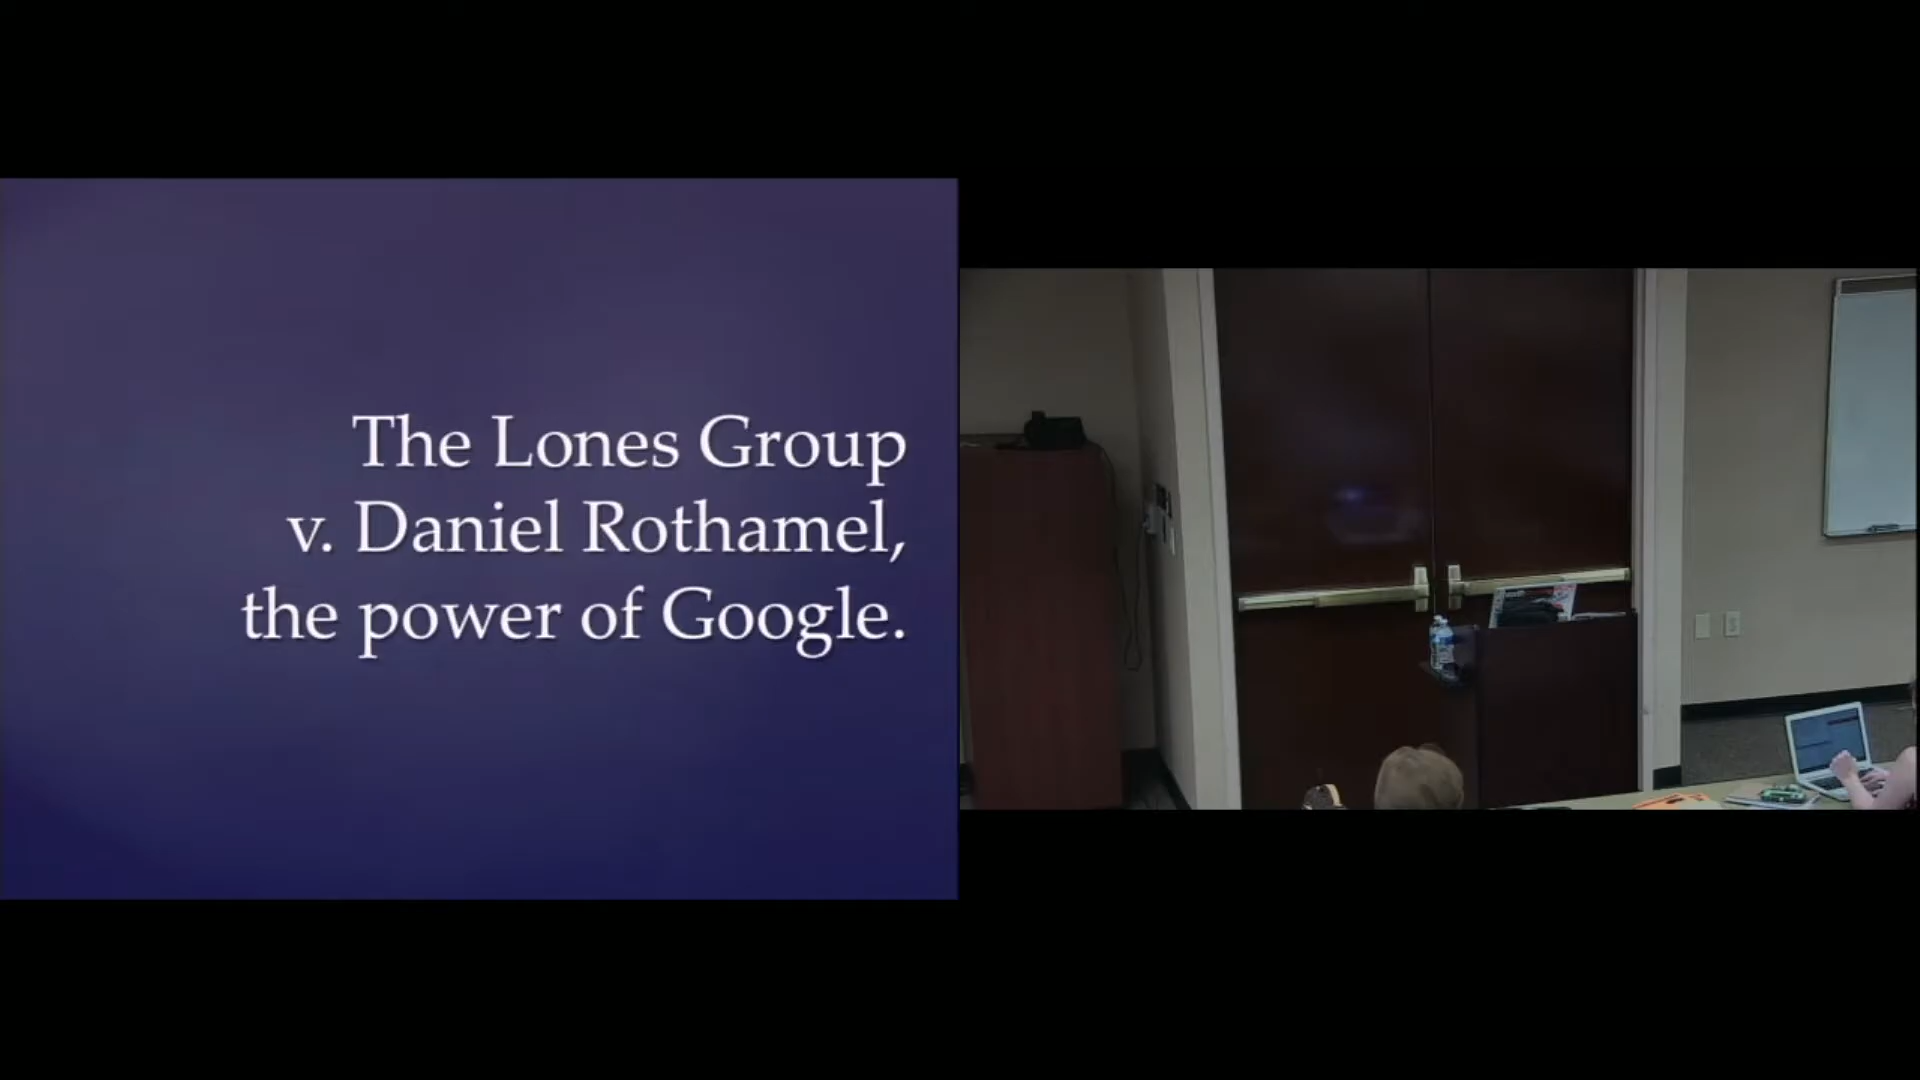 The Lones Group
v. Daniel Rothamel,
the power of Google.